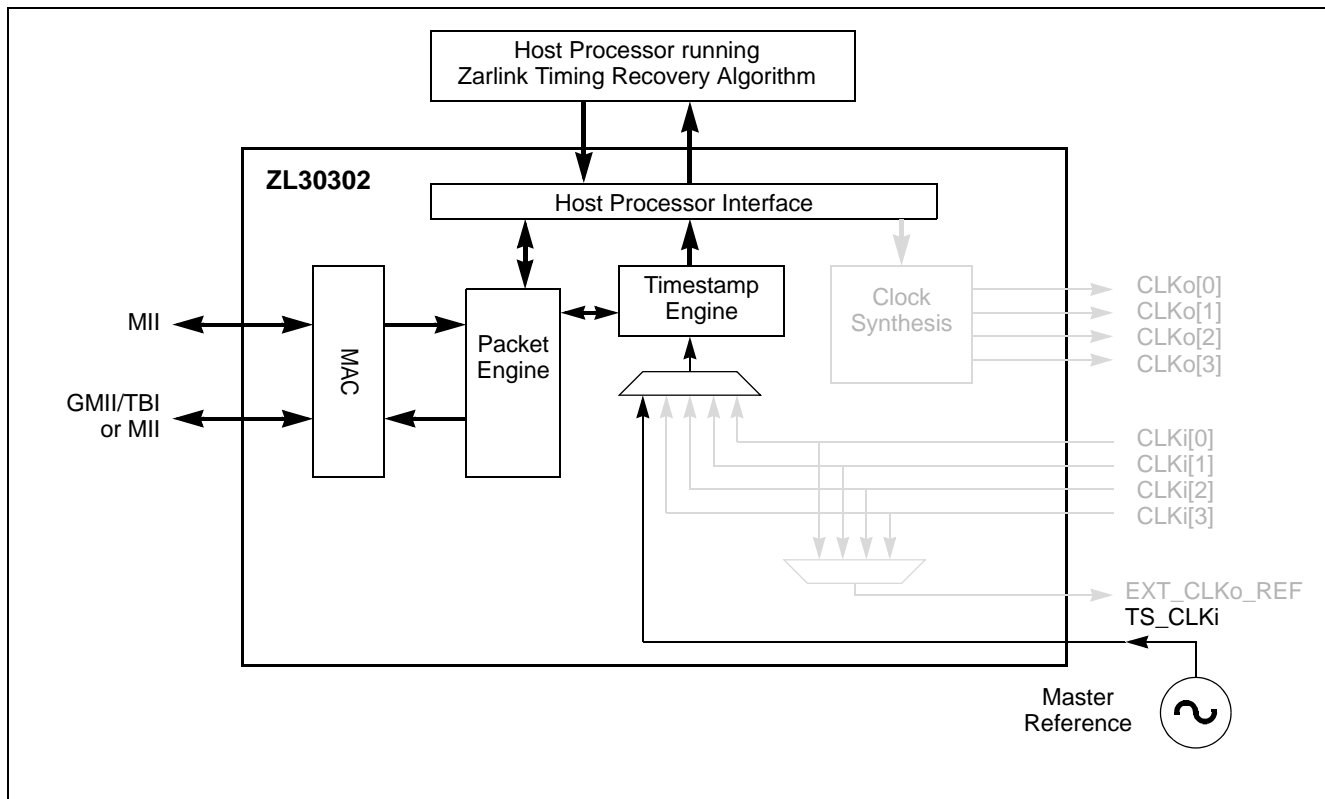 Host Processor running
Zarlink Timing Recovery Algorithm
ZL30302
Host Processor Interface
Timestamp
Engine
Clock
Synthesis
CLKo[0]
CLKo[1]
CLKo[2]
CLKo[3]
MII
MAC
Packet
Engine
GMII/TBI
or MII
CLKi[0]
CLKi[1]
CLKi[2]
CLKi[3]
EXT_CLKo_REF
TS_CLKi
Master
Reference